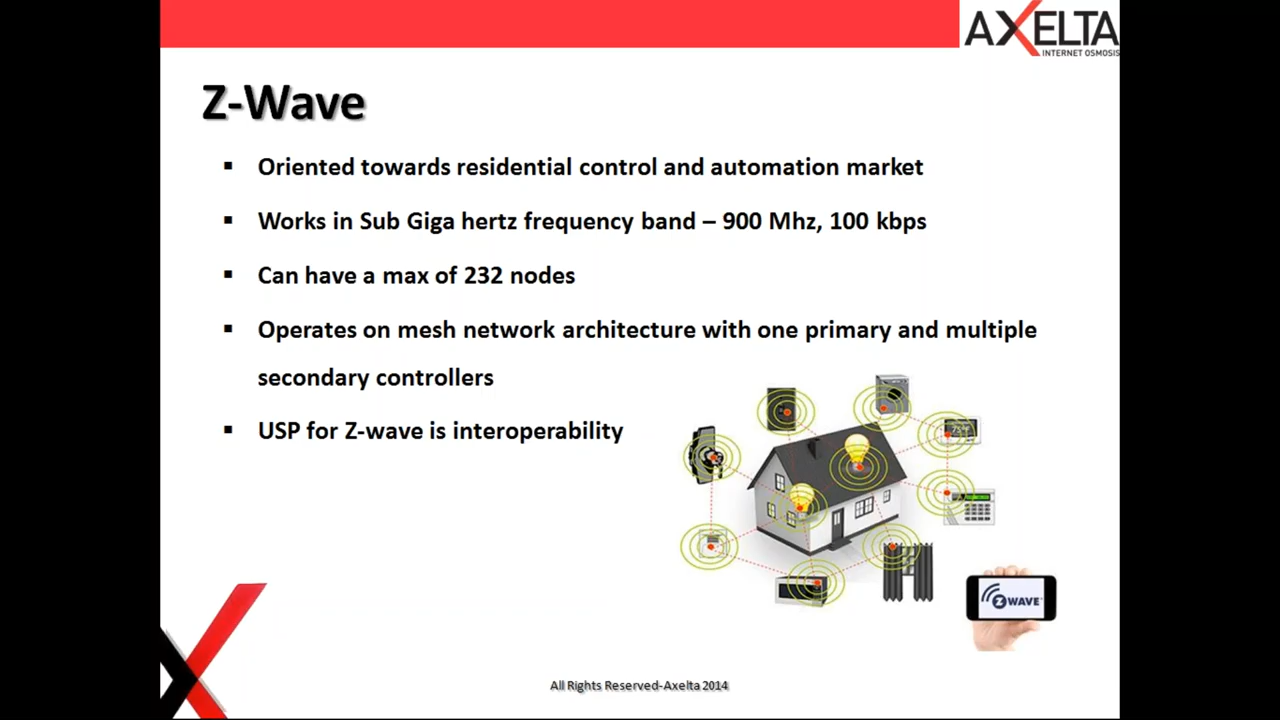 AXELTA
INTERNET OSMOSIS
Z-Wave
▪ Oriented towards residential control and automation market
▪ Works in Sub Giga hertz frequency band – 900 Mhz, 100 kbps
▪ Can have a max of 232 nodes
▪ Operates on mesh network architecture with one primary and multiple
secondary controllers
▪ USP for Z-wave is interoperability
Z WAVE
All Rights Reserved-Axelta 2014